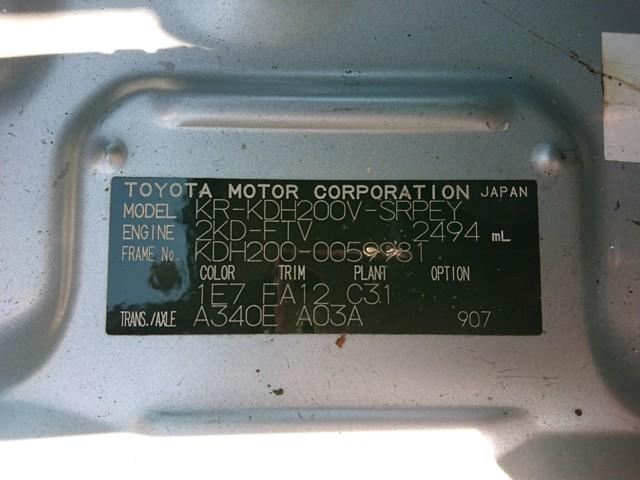 TOYOTA MOTOR CORPORATION JAPAN
MODEL KR-KDH200V-SRPEY
ENGINE 2KD-FTV 2494 mL
FRAME No. KDH200-0059981
COLOR TRIM PLANT OPTION
1E7 FA12 C31
TRANS./AXLE A340E A03A 907